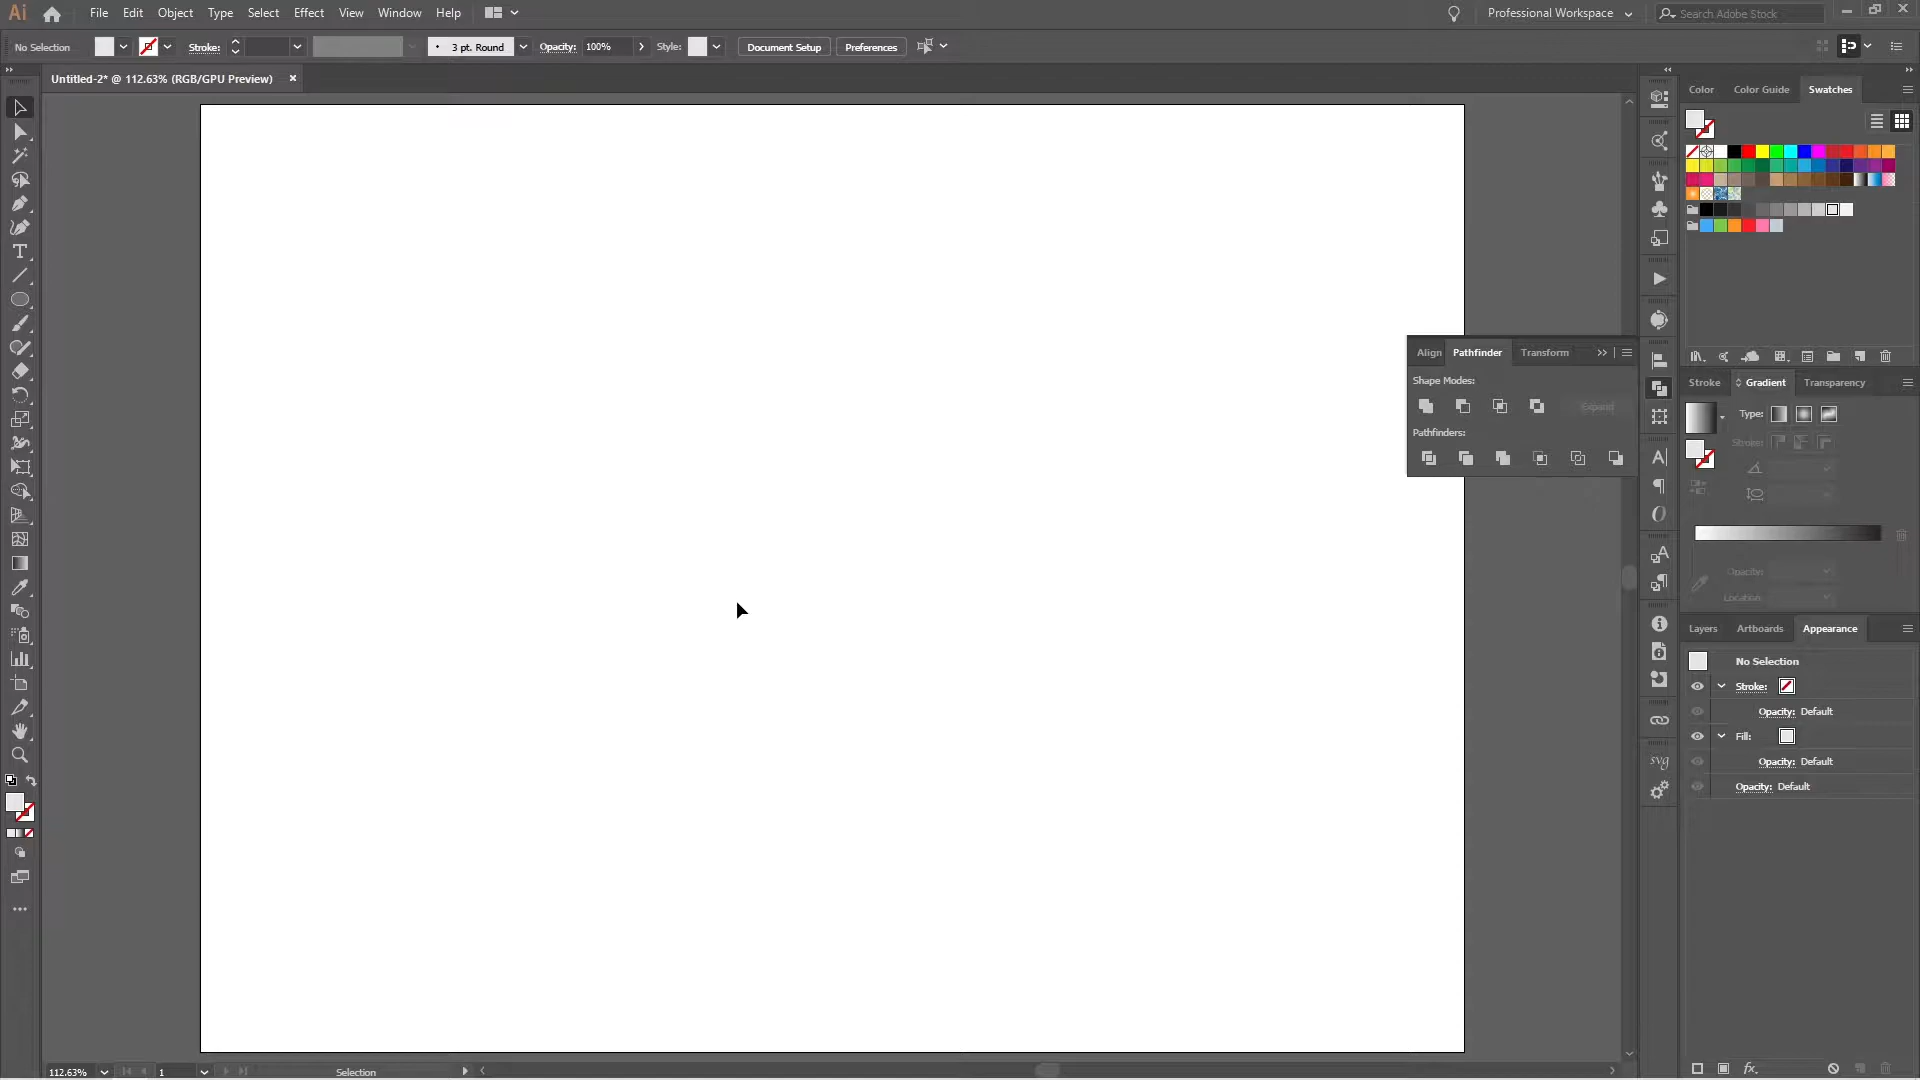 Ai File Edit Object Type Select Effect View Window Help Professional Workspace Search Adobe Stock
No Selection Stroke: 3 pt. Round Opacity: 100% Style: Document Setup Preferences
Untitled-2* @ 112.63% (RGB/GPU Preview)
Color Color Guide Swatches
Align Pathfinder Transform
Shape Modes:
Expand
Pathfinders:
Stroke Gradient Transparency
Type:
Stroke:
Opacity:
Location:
Layers Artboards Appearance
No Selection
Stroke:
Opacity: Default
Fill:
Opacity: Default
Opacity: Default
svg
fx
112.63% 1 Selection